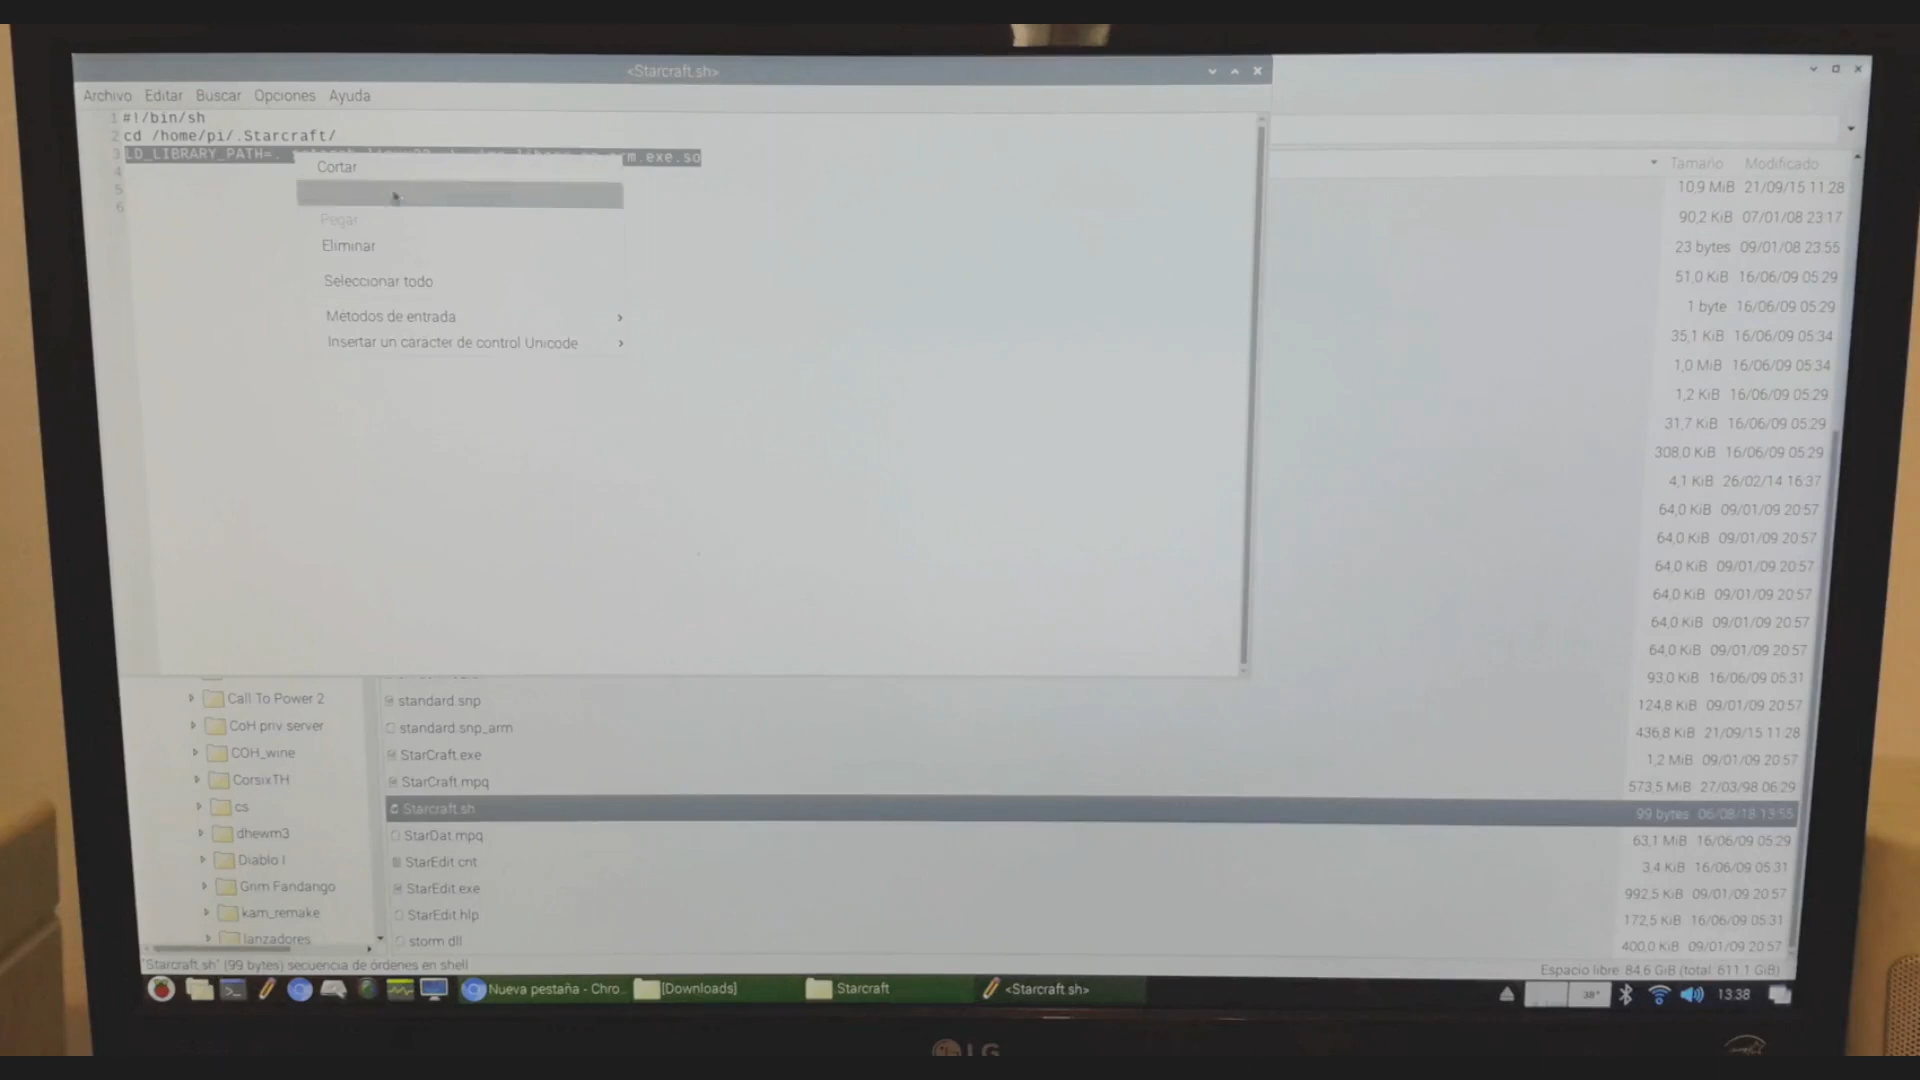 <Starcraft.sh>
Archivo Editar Buscar Opciones Ayuda
1 #!/bin/sh
2 cd /home/pi/.Starcraft/
3 LD_LIBRARY_PATH=. rm.exe.so
4
5
6
Cortar
Pegar
Eliminar
Seleccionar todo
Métodos de entrada
Insertar un carácter de control Unicode
Tamaño Modificado
10,9 MiB 21/09/15 11:28
90,2 KiB 07/01/08 23:17
23 bytes 09/01/08 23:55
51,0 KiB 16/06/09 05:29
1 byte 16/06/09 05:29
35,1 KiB 16/06/09 05:34
1,0 MiB 16/06/09 05:34
1,2 KiB 16/06/09 05:29
31,7 KiB 16/06/09 05:29
308,0 KiB 16/06/09 05:29
4,1 KiB 26/02/14 16:37
64,0 KiB 09/01/09 20:57
64,0 KiB 09/01/09 20:57
64,0 KiB 09/01/09 20:57
64,0 KiB 09/01/09 20:57
64,0 KiB 09/01/09 20:57
64,0 KiB 09/01/09 20:57
93,0 KiB 16/06/09 05:31
124,8 KiB 09/01/09 20:57
436,8 KiB 21/09/15 11:28
1,2 MiB 09/01/09 20:57
573,5 MiB 27/03/98 06:29
99 bytes 06/08/18 13:55
63,1 MiB 16/06/09 05:29
3,4 KiB 16/06/09 05:31
992,5 KiB 09/01/09 20:57
172,5 KiB 16/06/09 05:31
400,0 KiB 09/01/09 20:57
Call To Power 2
CoH priv server
COH_wine
CorsixTH
cs
dhewm3
Diablo I
Grim Fandango
kam_remake
lanzadores
standard.snp
standard.snp_arm
StarCraft.exe
StarCraft.mpq
Starcraft.sh
StarDat.mpq
StarEdit.cnt
StarEdit.exe
StarEdit.hlp
storm.dll
"Starcraft.sh" (99 bytes) secuencia de órdenes en shell
Espacio libre: 84,6 GiB (total: 611,1 GiB)
Nueva pestaña - Chro...
[Downloads]
Starcraft
<Starcraft.sh>
38°
13:38
LG